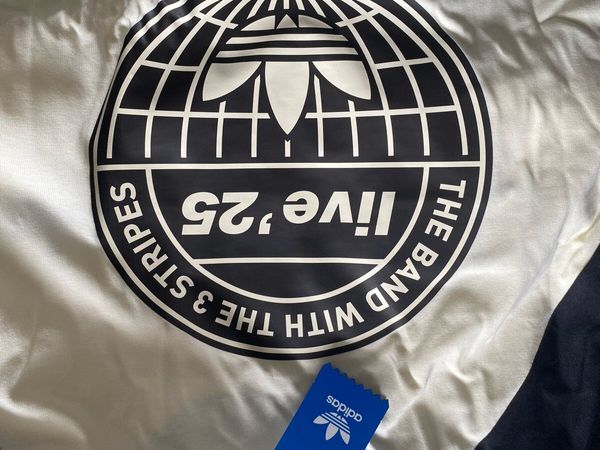 live '25
THE BAND WITH THE 3 STRIPES
adidas